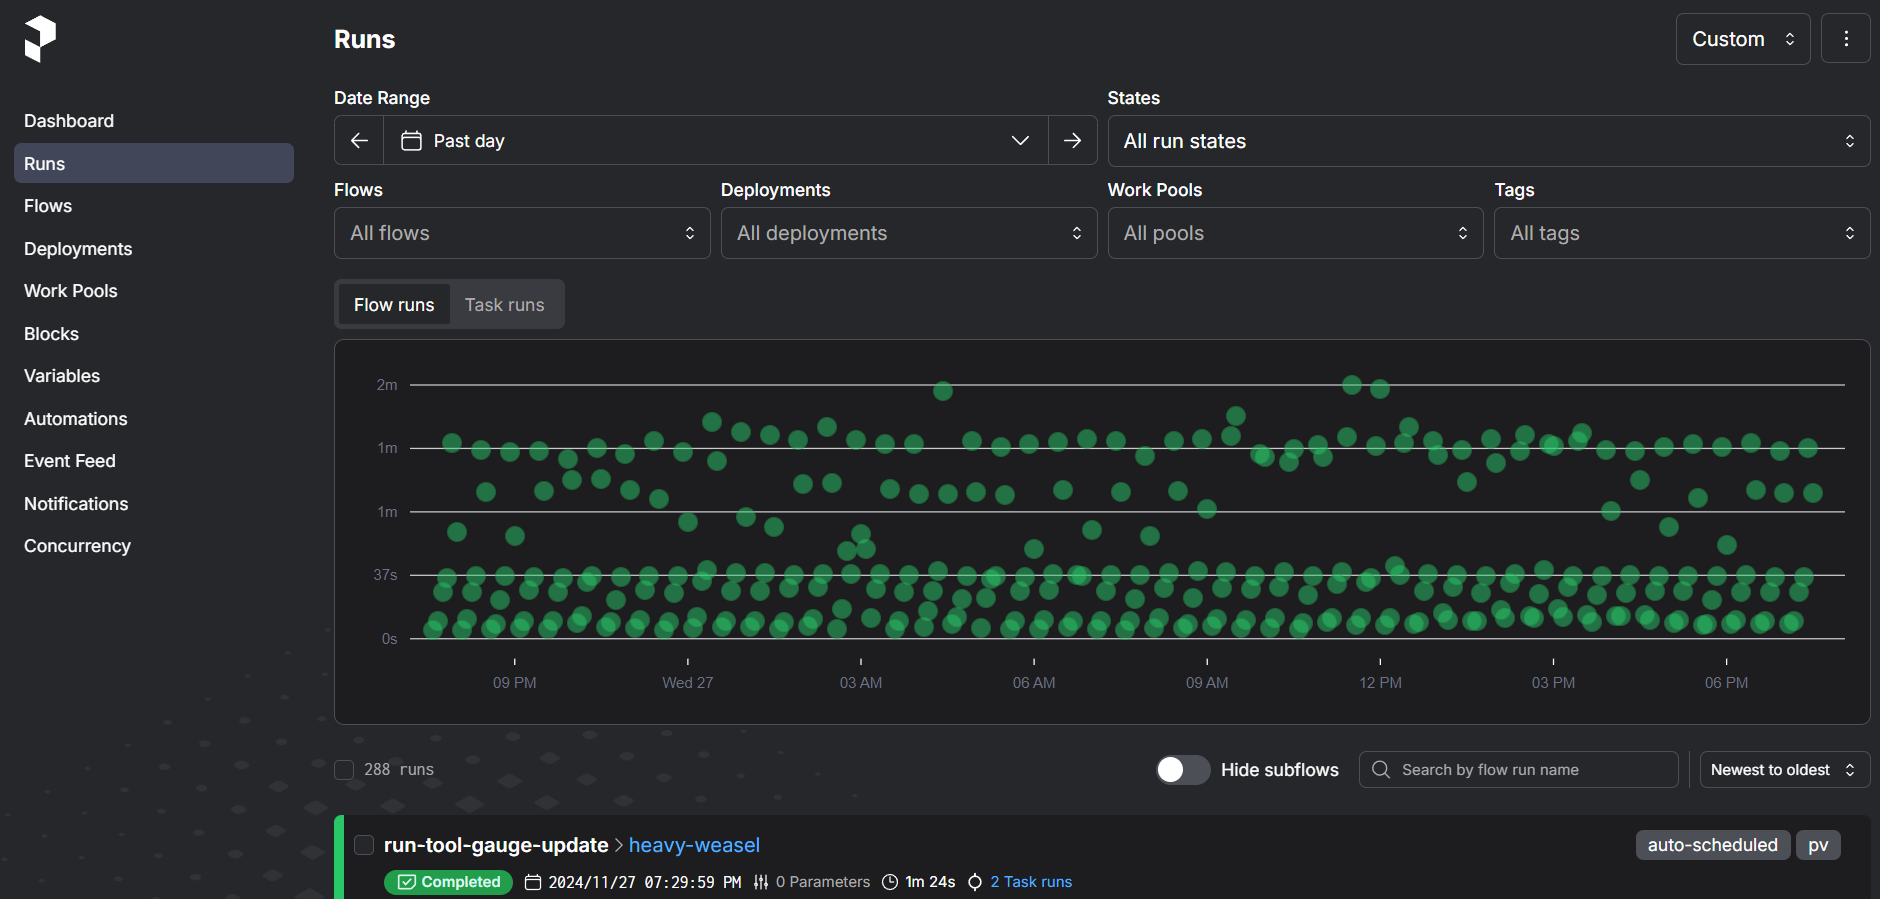 Runs
Custom
Dashboard
Runs
Flows
Deployments
Work Pools
Blocks
Variables
Automations
Event Feed
Notifications
Concurrency
Date Range
States
Past day
All run states
Flows
Deployments
Work Pools
Tags
All flows
All deployments
All pools
All tags
Flow runs
Task runs
2m
1m
1m
37s
0s
09 PM
Wed 27
03 AM
06 AM
09 AM
12 PM
03 PM
06 PM
288 runs
Hide subflows
Search by flow run name
Newest to oldest
run-tool-gauge-update > heavy-weasel
auto-scheduled
pv
Completed 2024/11/27 07:29:59 PM 0 Parameters 1m 24s 2 Task runs